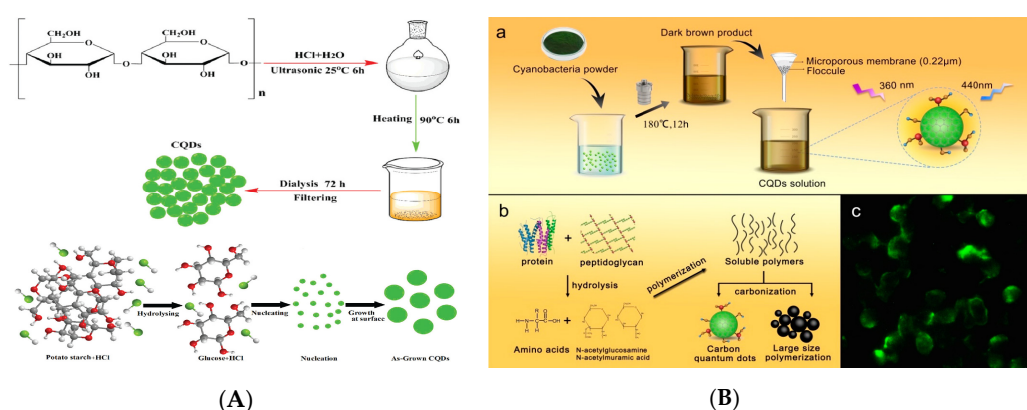 CH₂OH
CH₂OH
O
O
OH
OH
O
O
OH
OH
n
HCl+H2O
Ultrasonic 25°C 6h
Heating 90°C 6h
CQDs
Dialysis 72 h
Filtering
Hydrolysing
Nucleating
Growth
at surface
Potato starch+HCl
Glucose+HCl
Nucleation
As-Grown CQDs
(A)
B
a
Cyanobacteria powder
Dark brown product
180℃,12h
Microporous membrane (0.22μm)
Floccule
360 nm
440nm
CQDs solution
b
protein
+
peptidoglycan
hydrolysis
polymerization
Soluble polymers
carbonization
Amino acids
+
N-acetylglucosamine
N-acetylmuramic acid
Carbon
quantum dots
Large size
polymerization
c
(B)